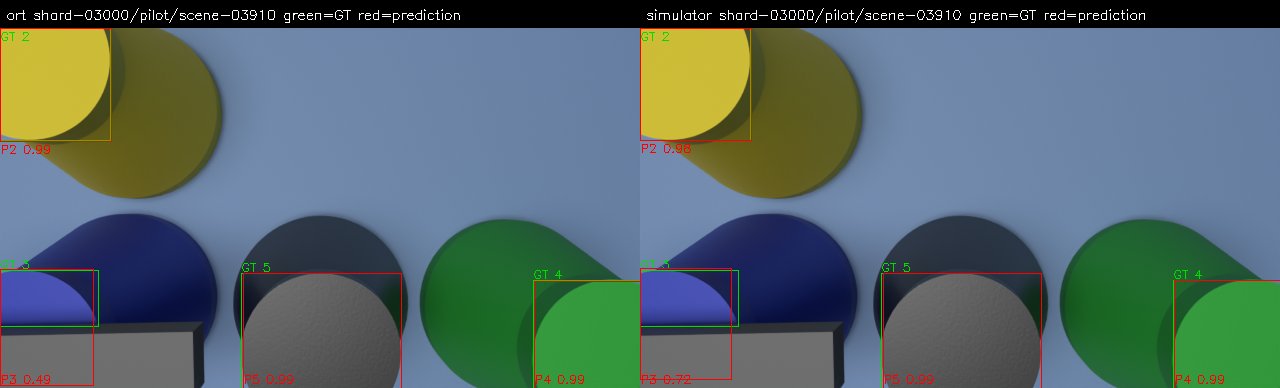 ort shard-03000/pilot/scene-03910 green=GT red=prediction
simulator shard-03000/pilot/scene-03910 green=GT red=prediction
GT 2
GT 2
P2 0.99
P2 0.98
GT 5
GT 5
GT 4
GT 4
P3 0.49
P5 0.99
P4 0.99
P3 0.72
P5 0.99
P4 0.99